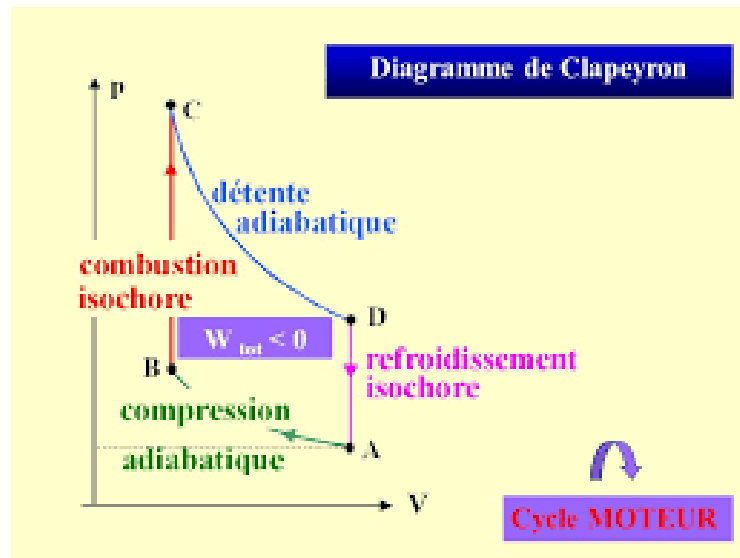 Diagramme de Clapeyron
P
C
détente
adiabatique
combustion
isochore
D
W tot < 0
B
refroidissement
isochore
compression
adiabatique
A
V
Cycle MOTEUR